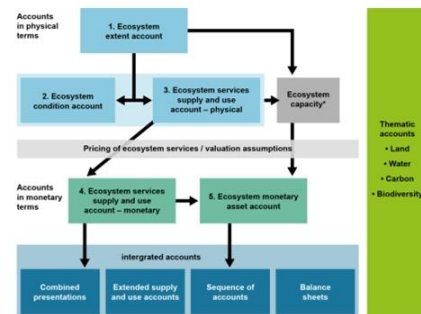 Accounts
in physical
terms
1. Ecosystem
extent account
2. Ecosystem
condition account
3. Ecosystem services
supply and use
account – physical
Ecosystem
capacity*
Pricing of ecosystem services / valuation assumptions
Accounts
in monetary
terms
4. Ecosystem services
supply and use
account – monetary
5. Ecosystem monetary
asset account
intergrated accounts
Combined
presentations
Extended supply
and use accounts
Sequence of
accounts
Balance
sheets
Thematic
accounts
• Land
• Water
• Carbon
• Biodiversity